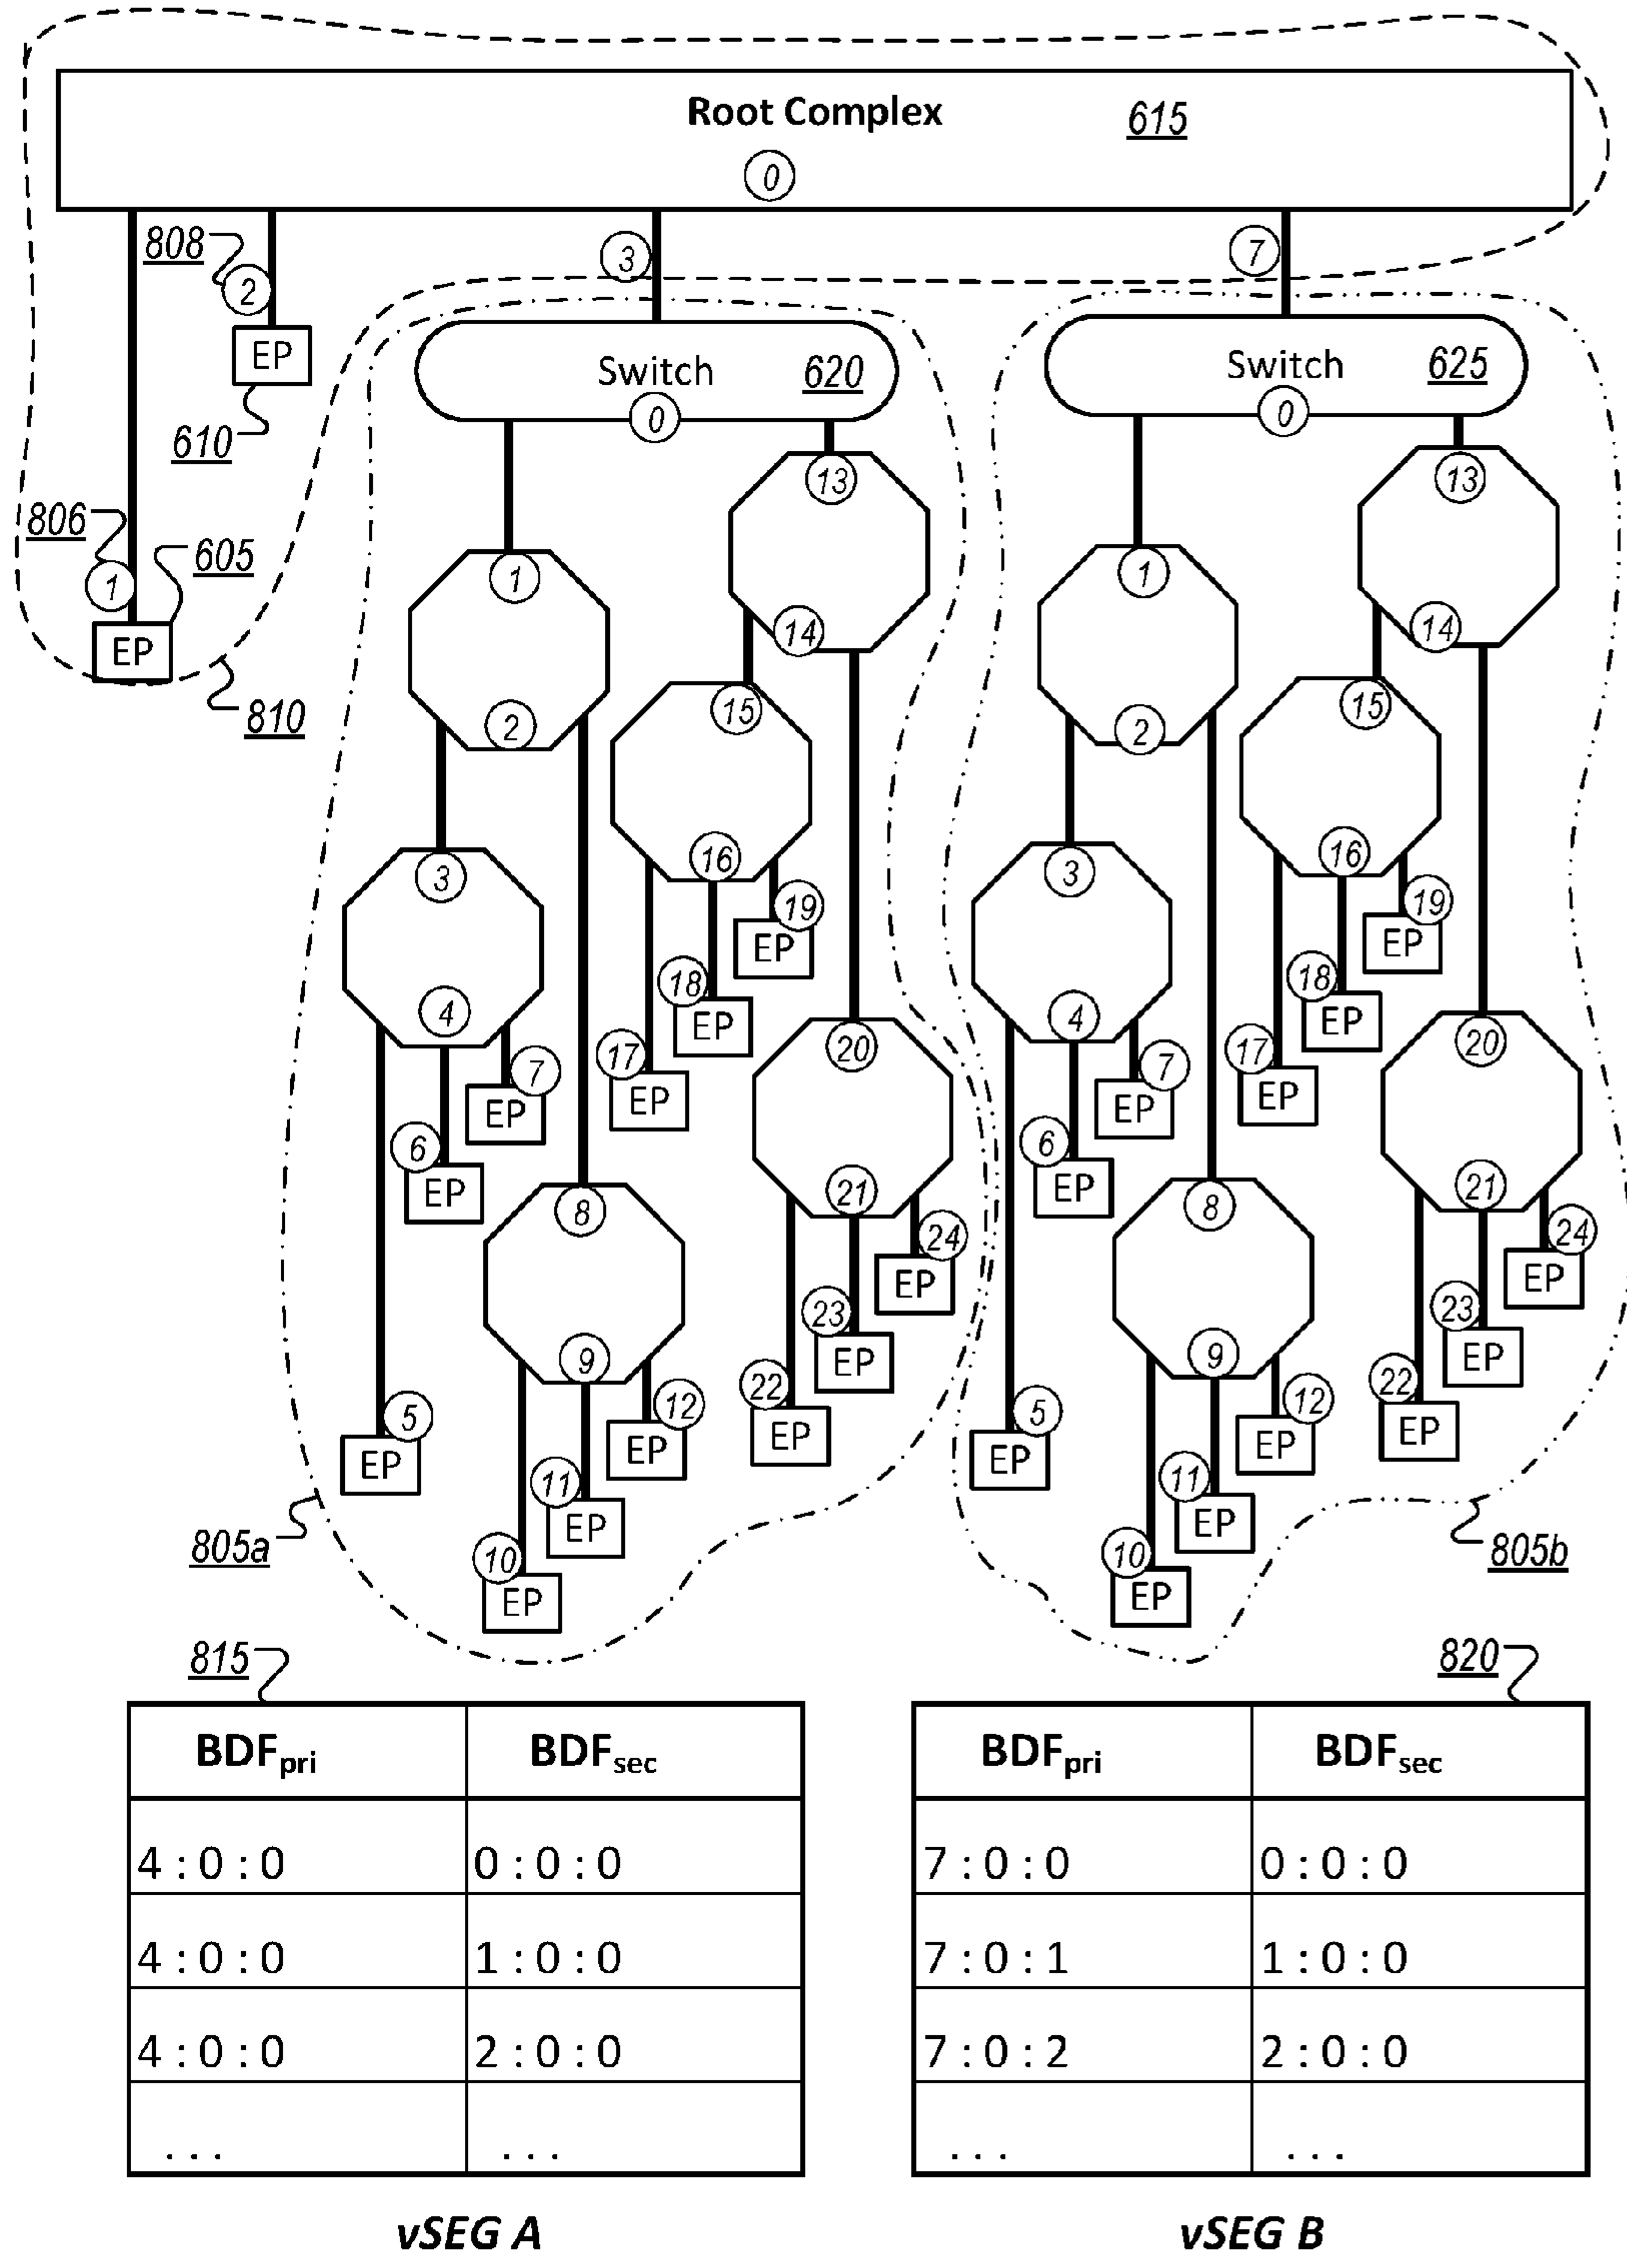 Root Complex 615
0
808
3
7
2
EP
Switch 620
0
Switch 625
0
610
13
13
806
605
1
1
1
14
14
EP
810
2
15
2
15
16
16
3
19
3
19
EP
EP
4
18
4
18
EP
EP
17
20
17
20
7
EP
7
EP
EP
EP
6
6
EP
EP
21
21
8
24
8
24
EP
EP
23
23
EP
EP
9
22
9
22
5
12
EP
5
12
EP
EP
EP
EP
EP
11
11
EP
EP
805a
10
10
805b
EP
EP
815
820
BDFpri BDFsec
4 : 0 : 0 0 : 0 : 0
4 : 0 : 0 1 : 0 : 0
4 : 0 : 0 2 : 0 : 0
. . . . . .
vSEG A
BDFpri BDFsec
7 : 0 : 0 0 : 0 : 0
7 : 0 : 1 1 : 0 : 0
7 : 0 : 2 2 : 0 : 0
. . . . . .
vSEG B